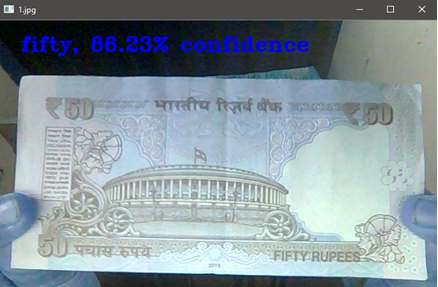 1.jpg
fifty, 86.23% confidence
₹50 भारतीय रिज़र्व बैंक ₹50
50 पचास रुपये
FIFTY RUPEES